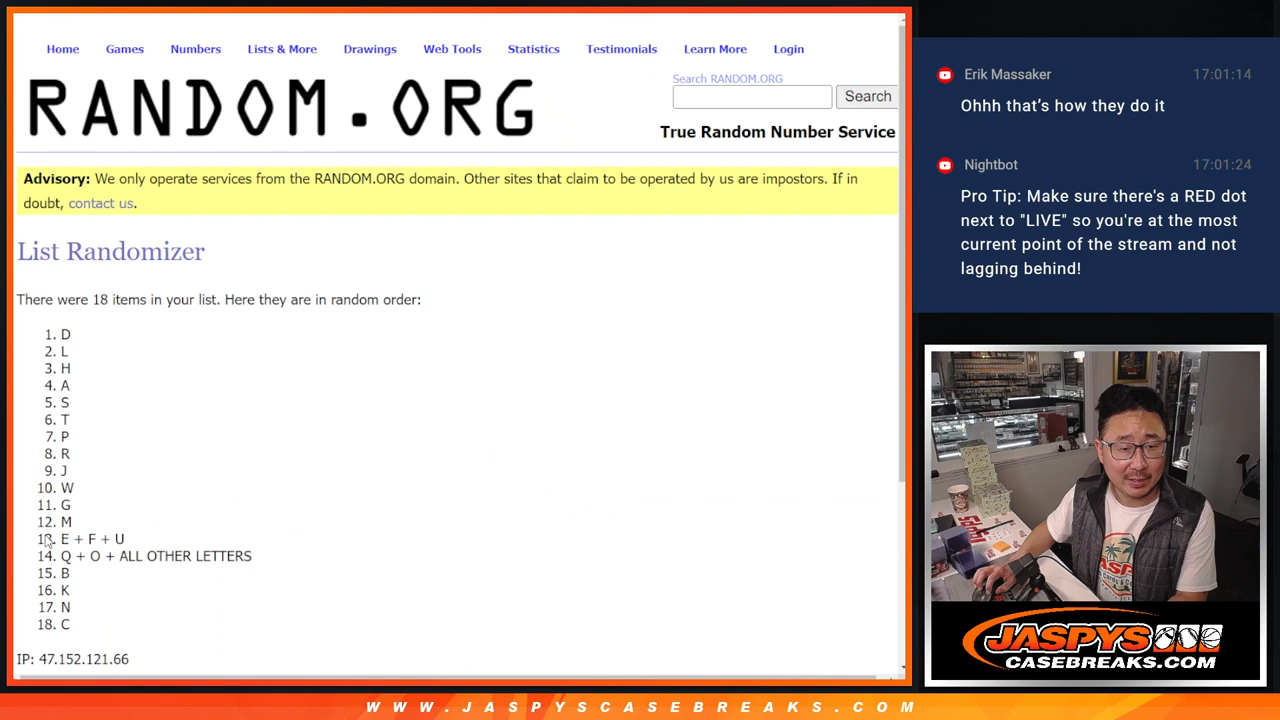 Home Games Numbers Lists & More Drawings Web Tools Statistics Testimonials Learn More Login
RANDOM.ORG
Search RANDOM.ORG
Search
True Random Number Service
Advisory: We only operate services from the RANDOM.ORG domain. Other sites that claim to be operated by us are impostors. If in
doubt, contact us.
List Randomizer
There were 18 items in your list. Here they are in random order:
1. D
2. L
3. H
4. A
5. S
6. T
7. P
8. R
9. J
10. W
11. G
12. M
13. E + F + U
14. Q + O + ALL OTHER LETTERS
15. B
16. K
17. N
18. C
IP: 47.152.121.66
Erik Massaker 17:01:14
Ohhh that’s how they do it
Nightbot 17:01:24
Pro Tip: Make sure there's a RED dot
next to "LIVE" so you're at the most
current point of the stream and not
lagging behind!
JASPYS
CASEBREAKS.COM
WWW.JASPYSCASEBREAKS.COM